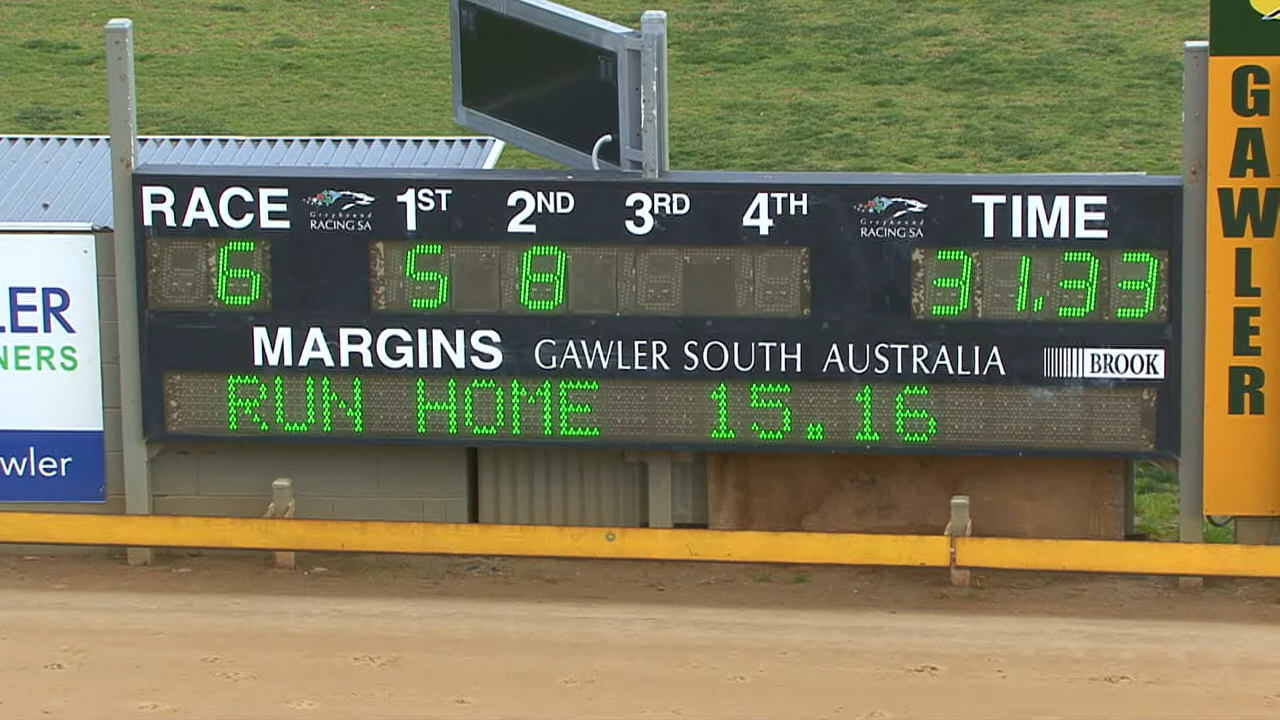 RACE Greyhound RACING SA 1ST 2ND 3RD 4TH Greyhound RACING SA TIME
6 5 8 31.33
MARGINS GAWLER SOUTH AUSTRALIA BROOK
RUN HOME 15.16
GAWLER
LER
NERS
wler